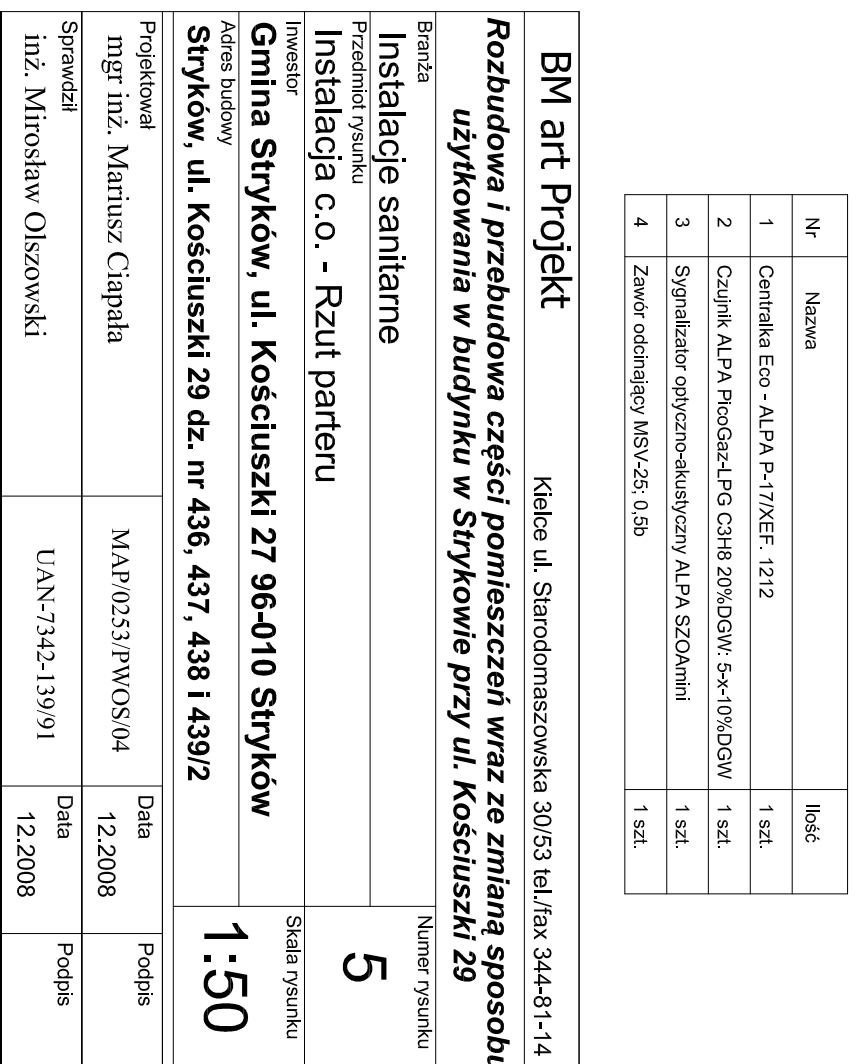 Nr Nazwa Ilość
1 Centralka Eco - ALPA P-17/XEF. 1212 1 szt.
2 Czujnik ALPA PicoGaz-LPG C3H8 20%DGW: 5-x-10%DGW 1 szt.
3 Sygnalizator optyczno-akustyczny ALPA SZOAmini 1 szt.
4 Zawór odcinający MSV-25; 0,5b 1 szt.
BM art Projekt Kielce ul. Starodomaszowska 30/53 tel./fax 344-81-14
Rozbudowa i przebudowa części pomieszczeń wraz ze zmianą sposobu
użytkowania w budynku w Strykowie przy ul. Kościuszki 29
Branża
Instalacje sanitarne
Numer rysunku
5
Przedmiot rysunku
Instalacja c.o. - Rzut parteru
Inwestor
Gmina Stryków, ul. Kościuszki 27 96-010 Stryków
Skala rysunku
1:50
Adres budowy
Stryków, ul. Kościuszki 29 dz. nr 436, 437, 438 i 439/2
Projektował Data Podpis
mgr inż. Mariusz Ciapała MAP/0253/PWOS/04 12.2008
Sprawdził Data Podpis
inż. Mirosław Olszowski UAN-7342-139/91 12.2008